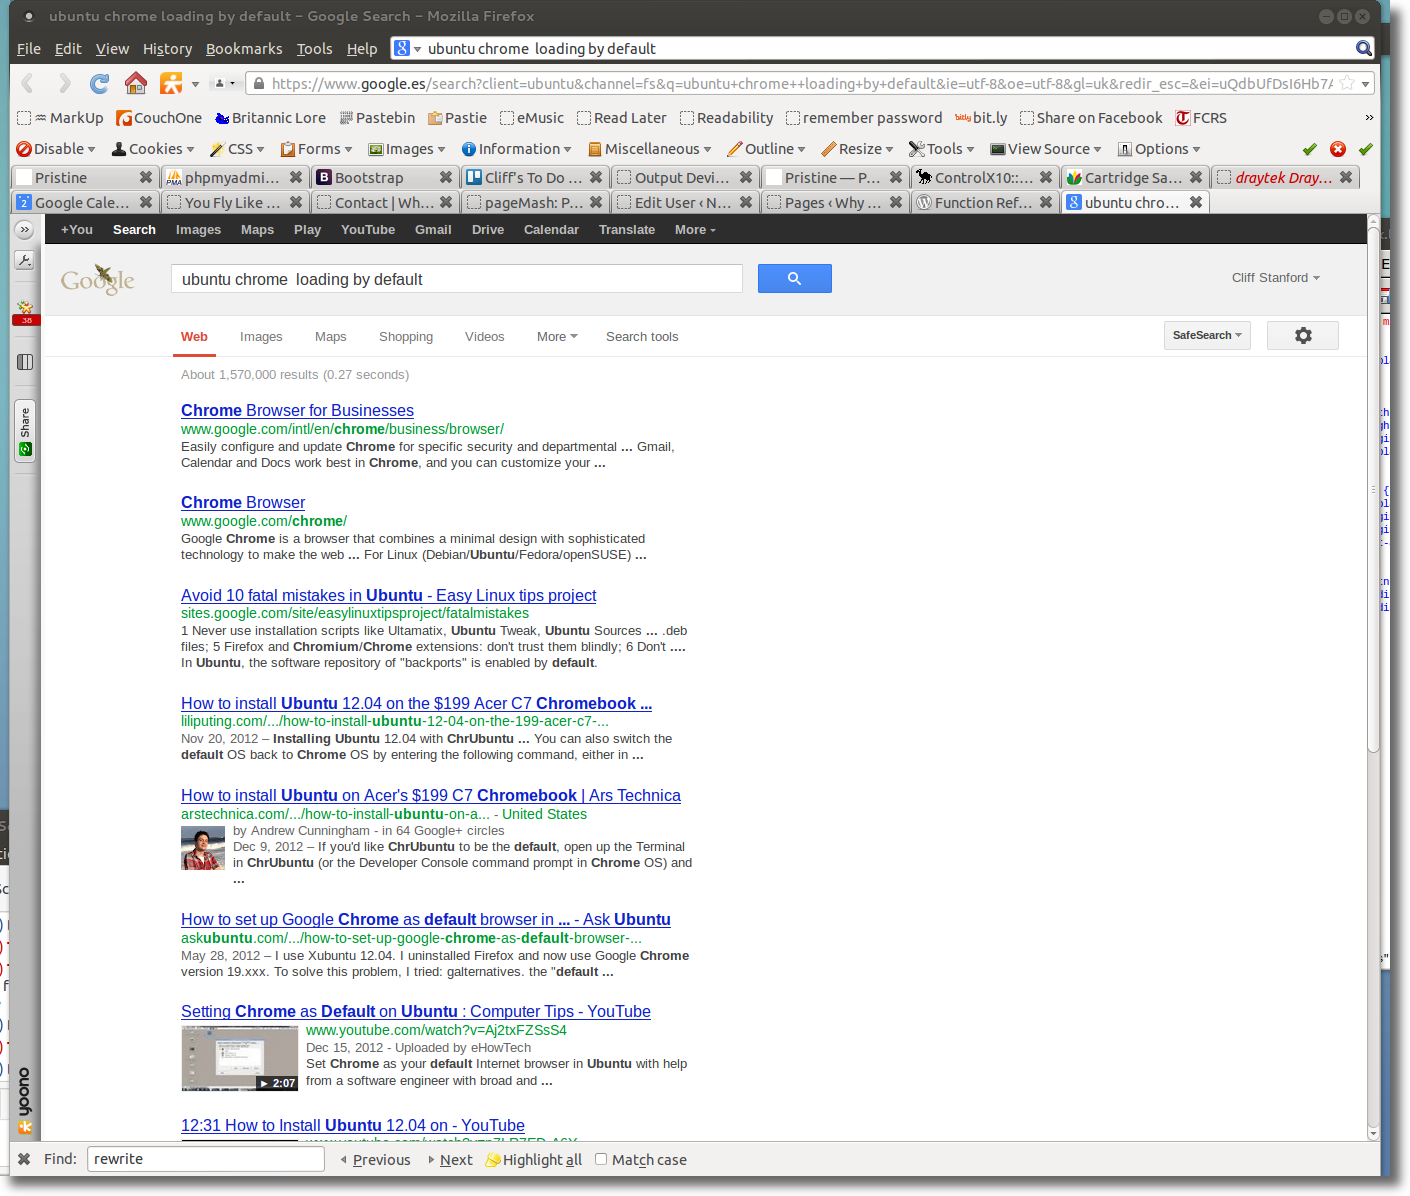 ubuntu chrome loading by default - Google Search - Mozilla Firefox
File Edit View History Bookmarks Tools Help ubuntu chrome  loading by default
https://www.google.es/search?client=ubuntu&channel=fs&q=ubuntu+chrome++loading+by+default&ie=utf-8&oe=utf-8&gl=uk&redir_esc=&ei=uQdbUfDsI6Hb7A
MarkUp CouchOne Britannic Lore Pastebin Pastie eMusic Read Later Readability remember password bitly bit.ly Share on Facebook FCRS »
Disable Cookies CSS Forms Images Information Miscellaneous Outline Resize Tools View Source Options
Pristine phpmyadmi... Bootstrap Cliff's To Do ... Output Devi... Pristine — P... ControlX10::... Cartridge Sa... draytek Dray...
Google Cale... You Fly Like ... Contact | Wh... pageMash: P... Edit User ‹ N... Pages ‹ Why ... Function Ref... ubuntu chro...
+You Search Images Maps Play YouTube Gmail Drive Calendar Translate More
Google ubuntu chrome  loading by default Cliff Stanford
38
Web Images Maps Shopping Videos More Search tools SafeSearch
Share
yoono
About 1,570,000 results (0.27 seconds)
Chrome Browser for Businesses
www.google.com/intl/en/chrome/business/browser/
Easily configure and update Chrome for specific security and departmental ... Gmail,
Calendar and Docs work best in Chrome, and you can customize your ...
Chrome Browser
www.google.com/chrome/
Google Chrome is a browser that combines a minimal design with sophisticated
technology to make the web ... For Linux (Debian/Ubuntu/Fedora/openSUSE) ...
Avoid 10 fatal mistakes in Ubuntu - Easy Linux tips project
sites.google.com/site/easylinuxtipsproject/fatalmistakes
1 Never use installation scripts like Ultamatix, Ubuntu Tweak, Ubuntu Sources ... .deb
files; 5 Firefox and Chromium/Chrome extensions: don't trust them blindly; 6 Don't ....
In Ubuntu, the software repository of "backports" is enabled by default.
How to install Ubuntu 12.04 on the $199 Acer C7 Chromebook ...
liliputing.com/.../how-to-install-ubuntu-12-04-on-the-199-acer-c7-...
Nov 20, 2012 – Installing Ubuntu 12.04 with ChrUbuntu ... You can also switch the
default OS back to Chrome OS by entering the following command, either in ...
How to install Ubuntu on Acer's $199 C7 Chromebook | Ars Technica
arstechnica.com/.../how-to-install-ubuntu-on-a... - United States
by Andrew Cunningham - in 64 Google+ circles
Dec 9, 2012 – If you'd like ChrUbuntu to be the default, open up the Terminal
in ChrUbuntu (or the Developer Console command prompt in Chrome OS) and
...
How to set up Google Chrome as default browser in ... - Ask Ubuntu
askubuntu.com/.../how-to-set-up-google-chrome-as-default-browser-...
May 28, 2012 – I use Xubuntu 12.04. I uninstalled Firefox and now use Google Chrome
version 19.xxx. To solve this problem, I tried: galternatives. the "default ...
Setting Chrome as Default on Ubuntu : Computer Tips - YouTube
www.youtube.com/watch?v=Aj2txFZSsS4
Dec 15, 2012 - Uploaded by eHowTech
Set Chrome as your default Internet browser in Ubuntu with help
from a software engineer with broad and ...
2:07
12:31 How to Install Ubuntu 12.04 on - YouTube
Find: rewrite Previous Next Highlight all Match case